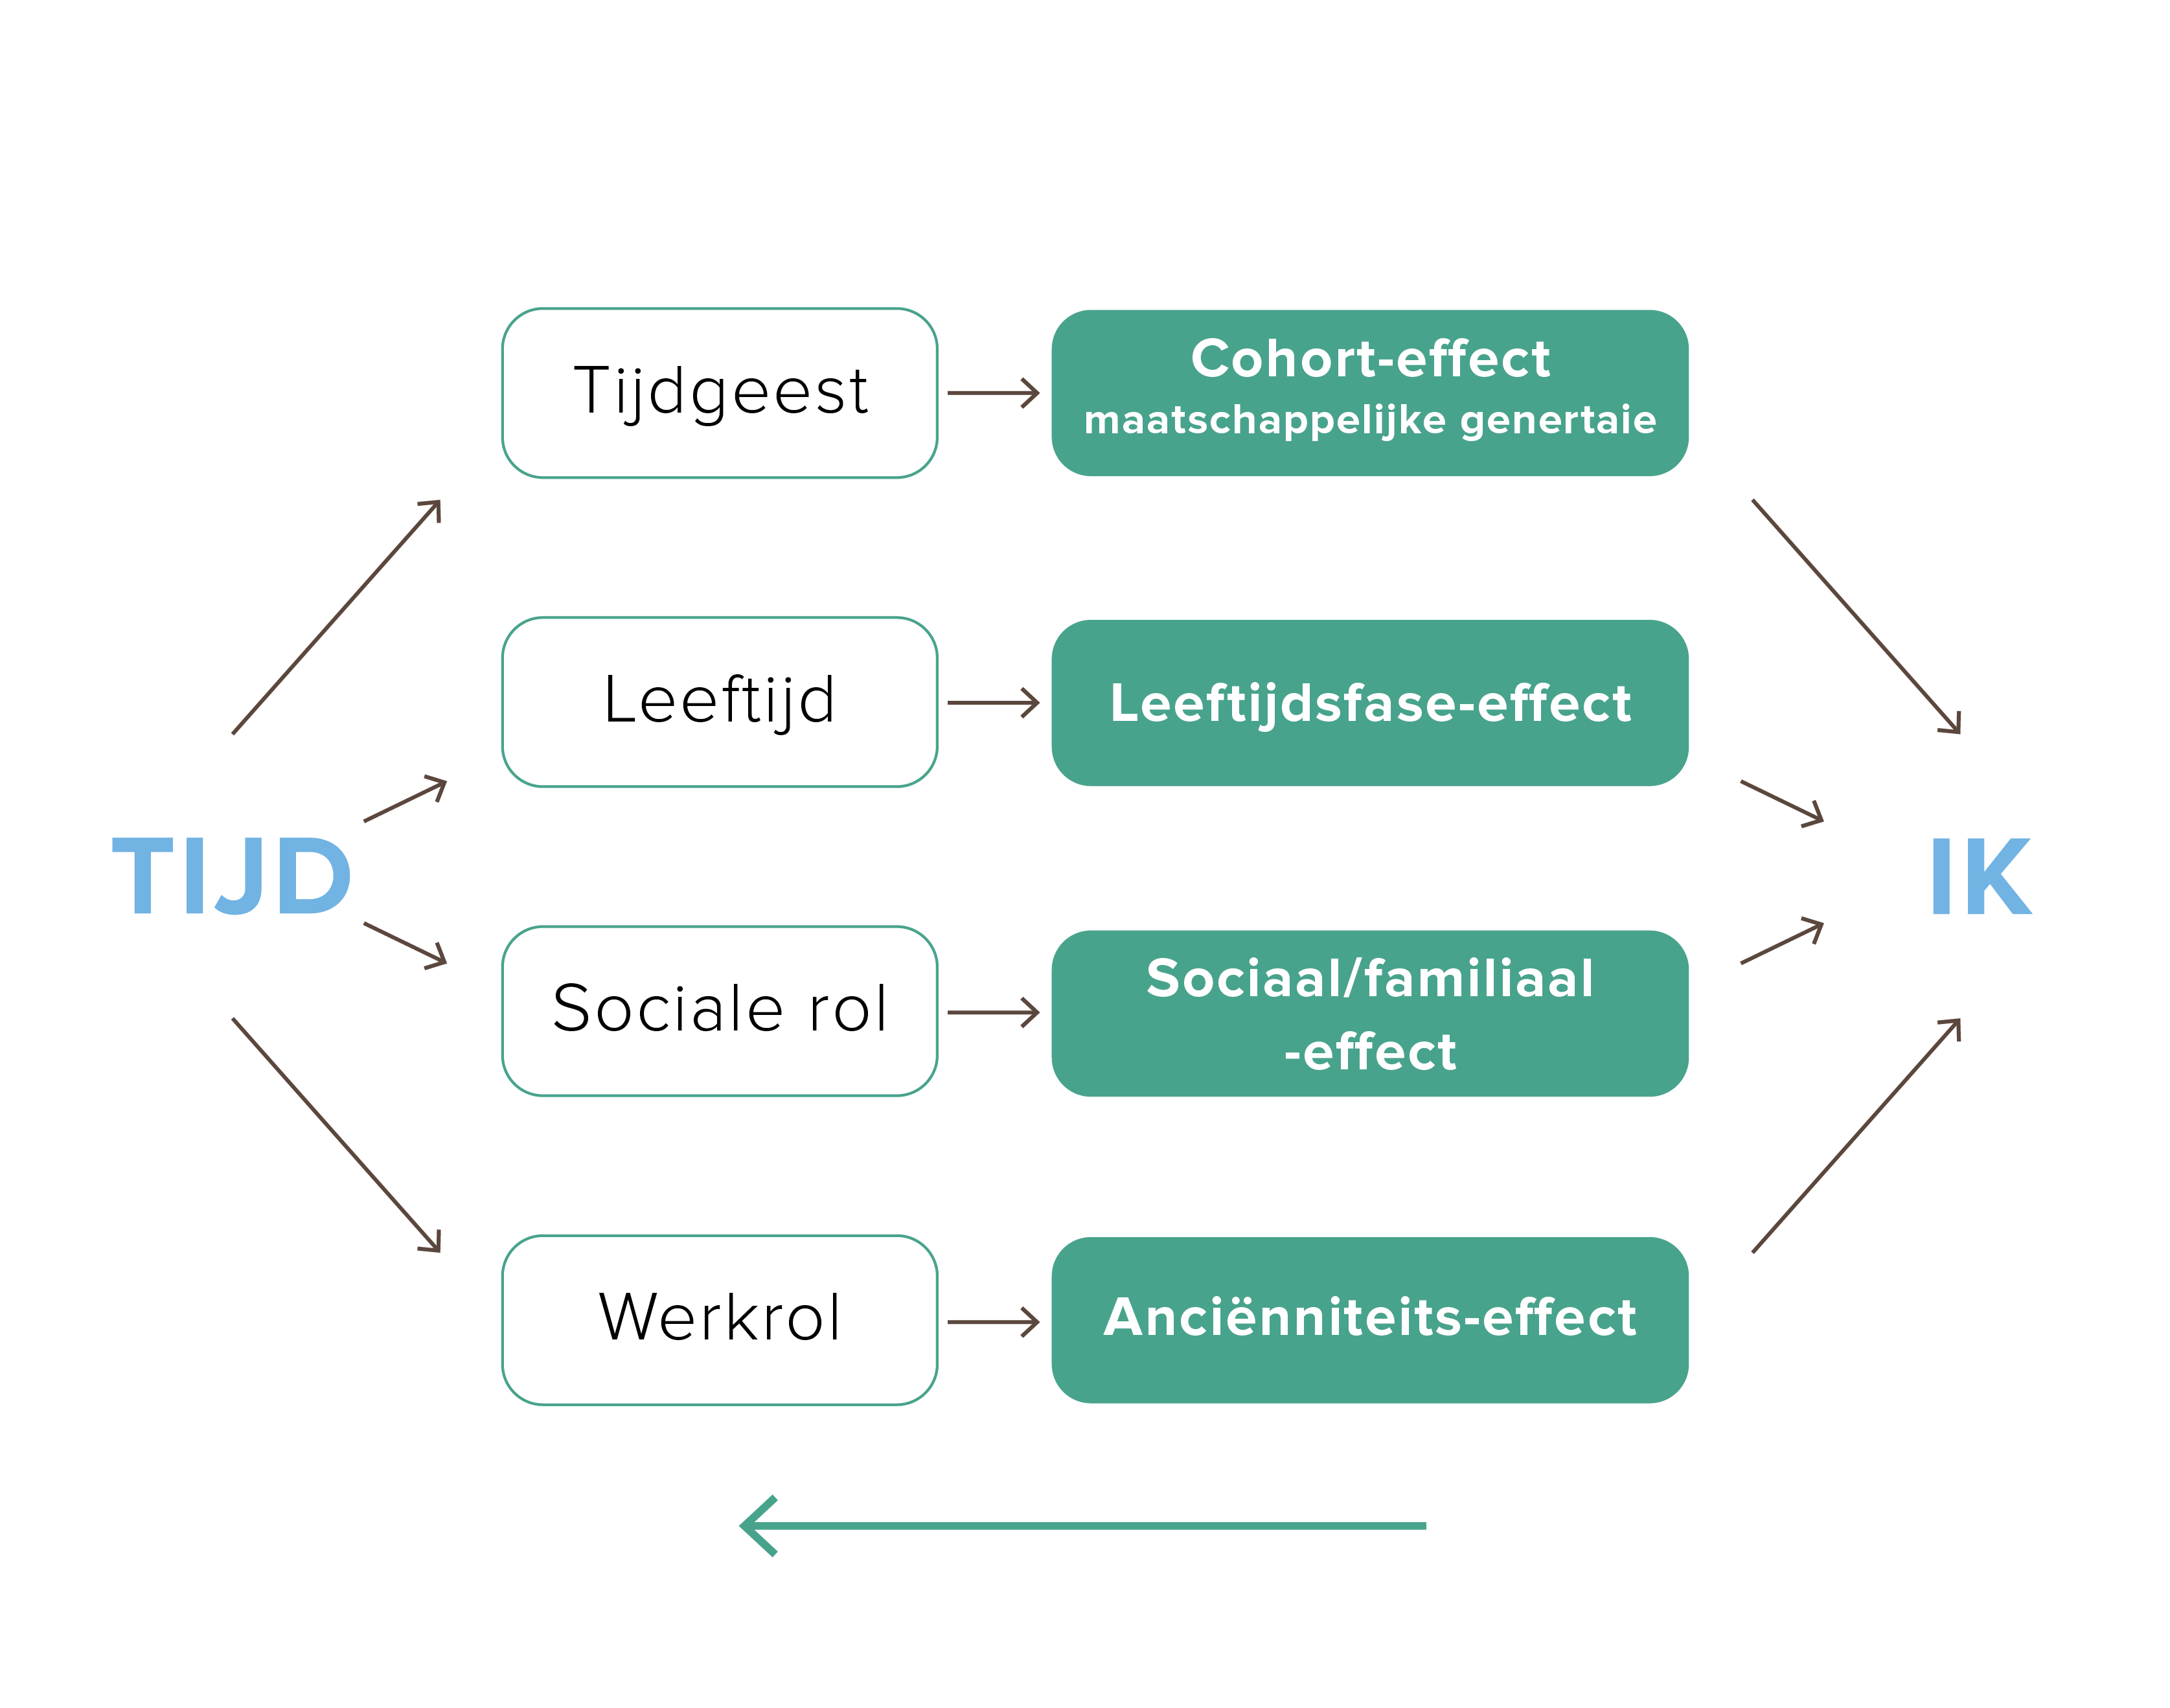 Tijdgeest
Cohort-effect
maatschappelijke genertaie
Leeftijd
Leeftijdsfase-effect
TIJD
IK
Sociale rol
Sociaal/familiaal
-effect
Werkrol
Anciënniteits-effect